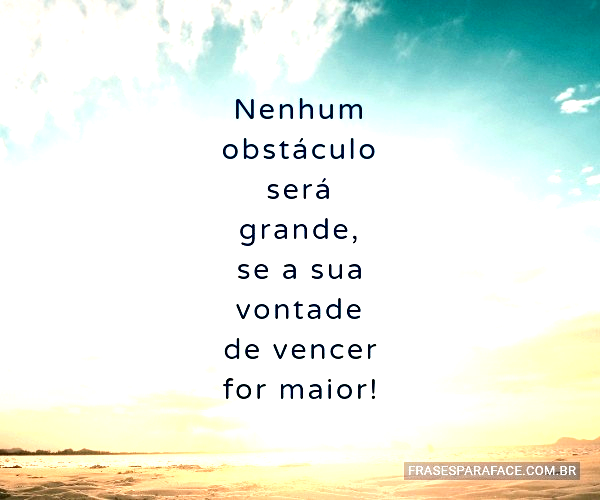 Nenhum
obstáculo
será
grande,
se a sua
vontade
de vencer
for maior!
FRASESPARAFACE.COM.BR